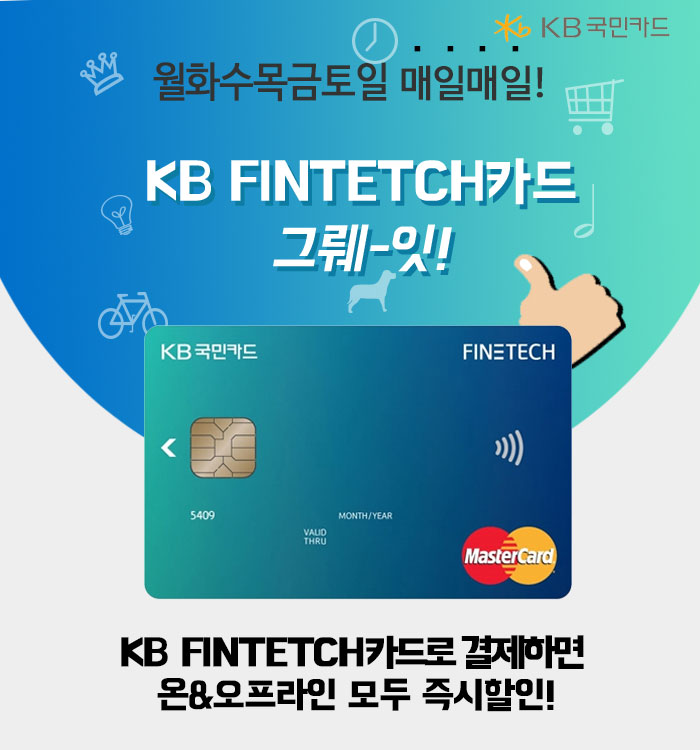 KB국민카드
월화수목금토일 매일매일!
KB FINTETCH카드
그뤠-잇!
KB국민카드
FINETECH
5409
MONTH/YEAR
VALID
THRU
MasterCard
KB FINTETCH카드로 결제하면
온&오프라인 모두 즉시할인!